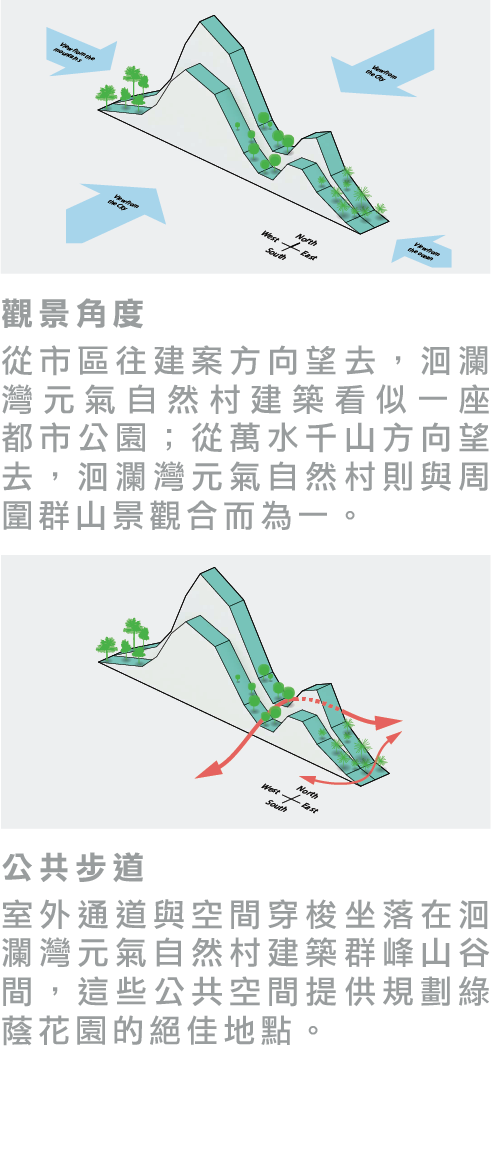 View from the
mountains
View from
the City
View from
the City
View from
the ocean
West
North
South
East
觀景角度
從市區往建案方向望去，洄瀾
灣元氣自然村建築看似一座
都市公園；從萬水千山方向望
去，洄瀾灣元氣自然村則與周
圍群山景觀合而為一。
West
North
South
East
公共步道
室外通道與空間穿梭坐落在洄
瀾灣元氣自然村建築群峰山谷
間，這些公共空間提供規劃綠
蔭花園的絕佳地點。